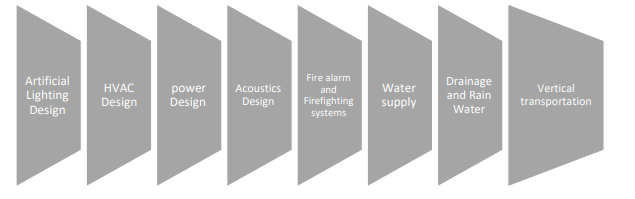 Artificial
Lighting
Design
HVAC
Design
power
Design
Acoustics
Design
Fire alarm
and
Firefighting
systems
Water
supply
Drainage
and Rain
Water
Vertical
transportation